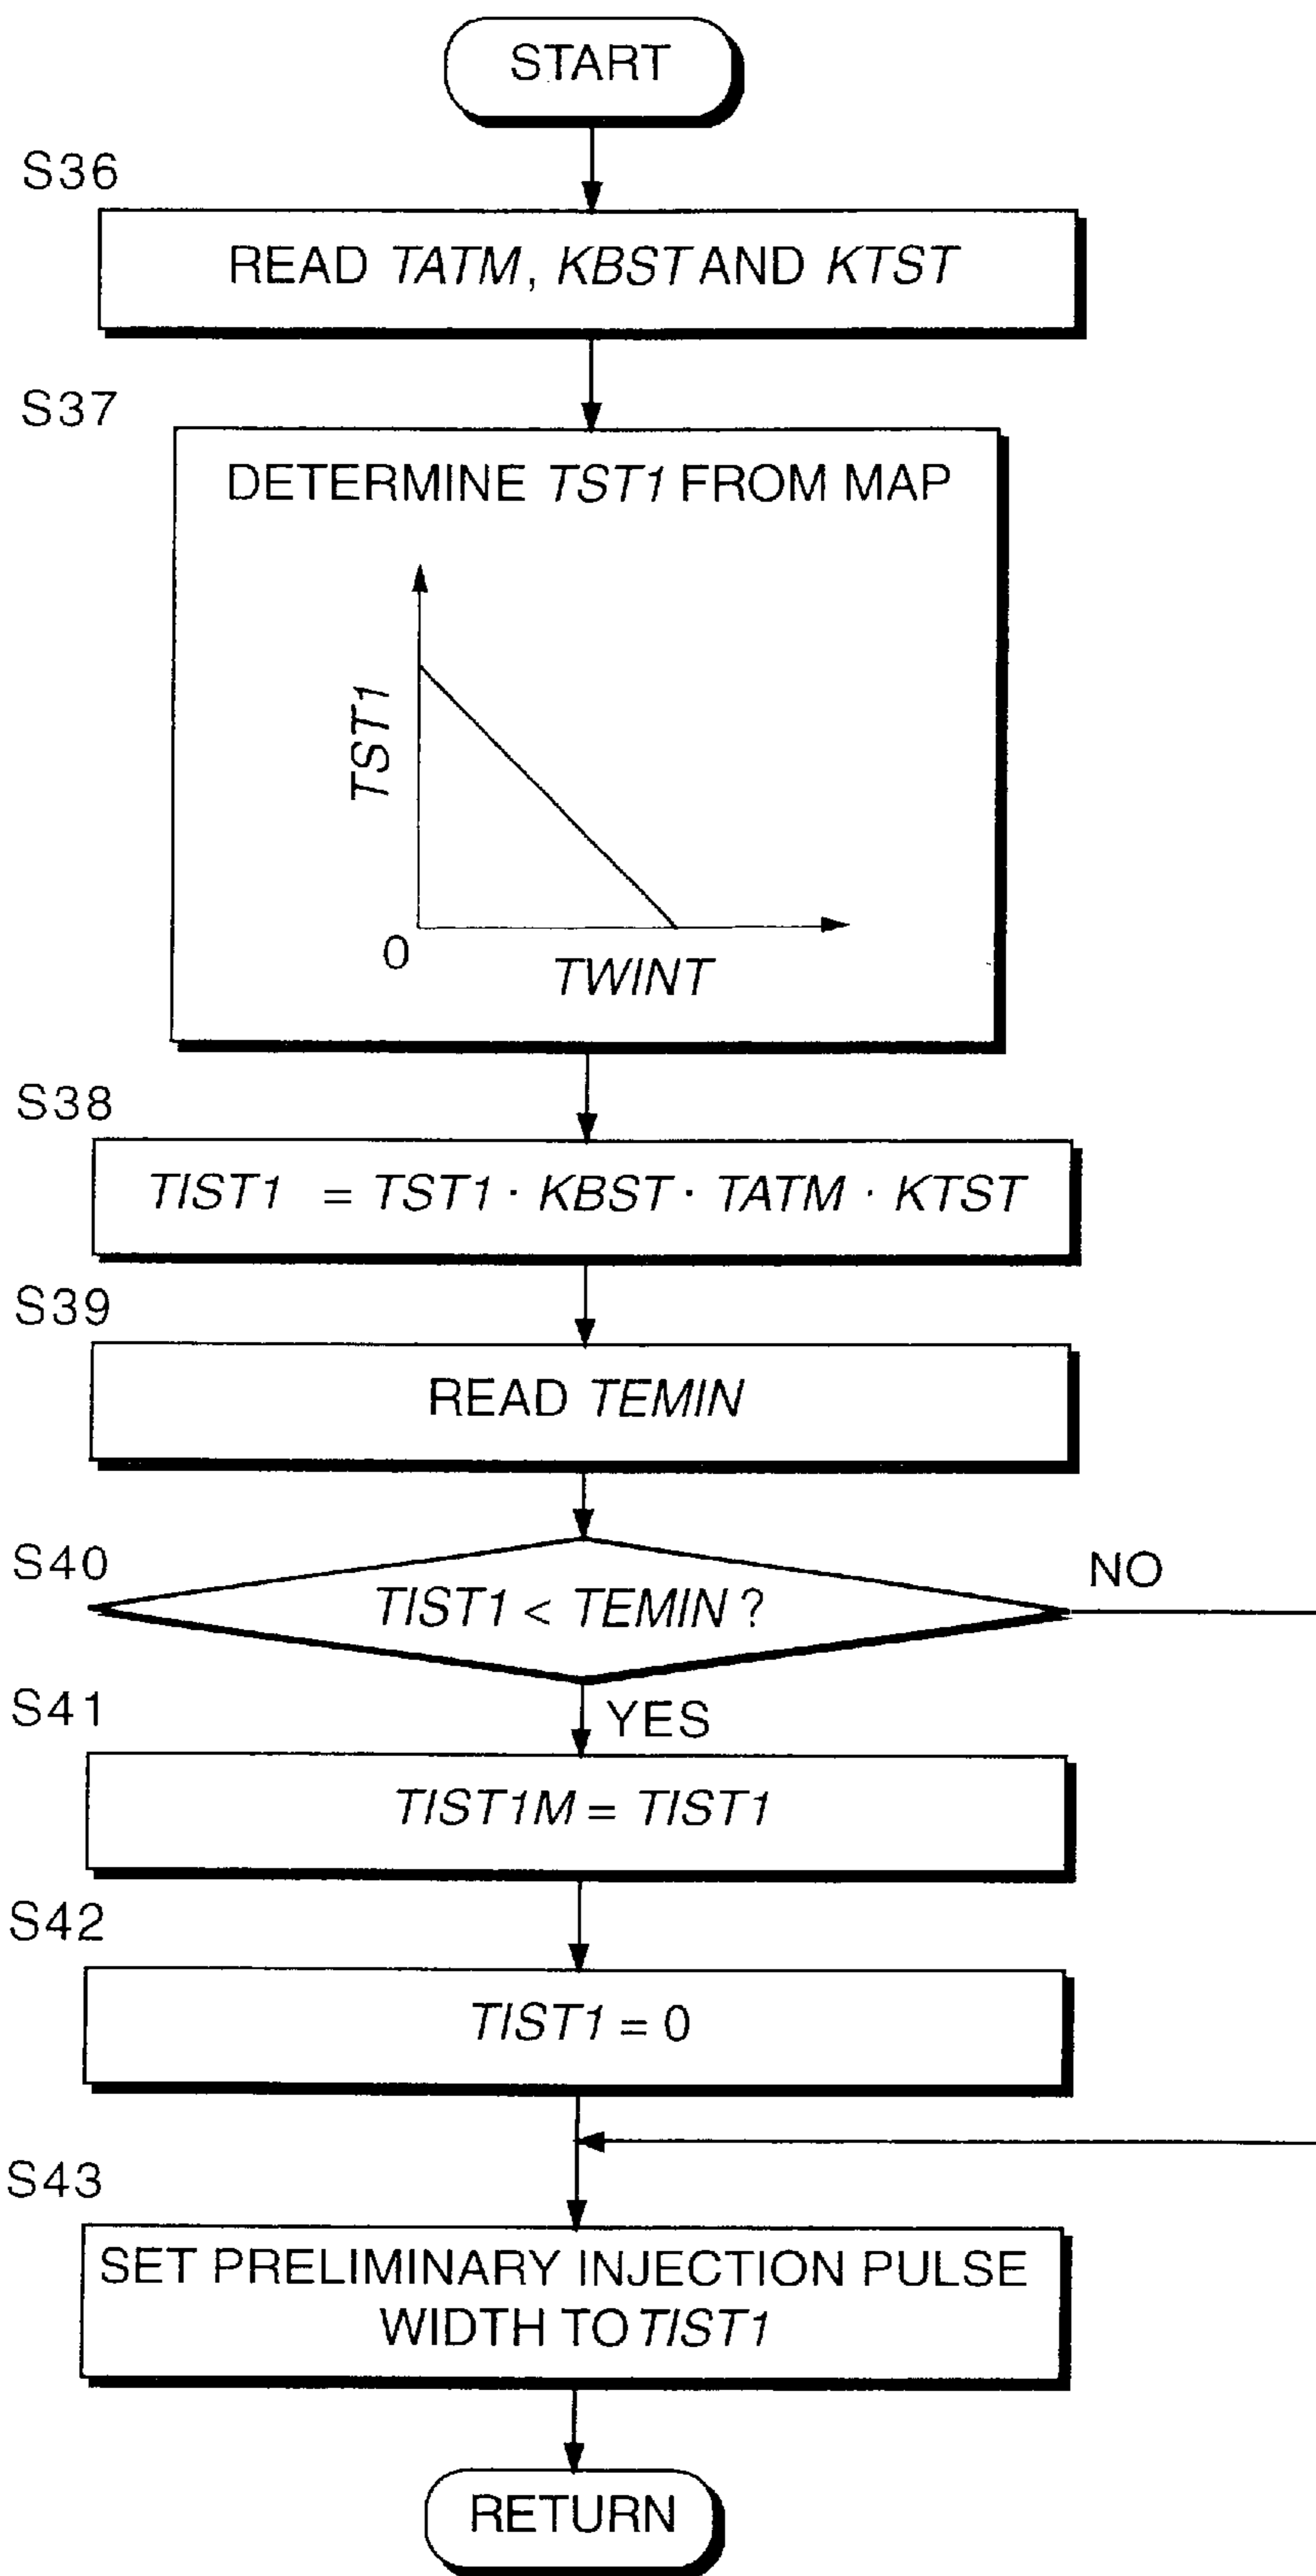 START
S36
READ TATM, KBST AND KTST
S37
DETERMINE TST1 FROM MAP
TST1
0
TWINT
S38
TIST1 = TST1 · KBST · TATM · KTST
S39
READ TEMIN
S40
TIST1 < TEMIN ?
NO
YES
S41
TIST1M = TIST1
S42
TIST1 = 0
S43
SET PRELIMINARY INJECTION PULSE
WIDTH TO TIST1
RETURN